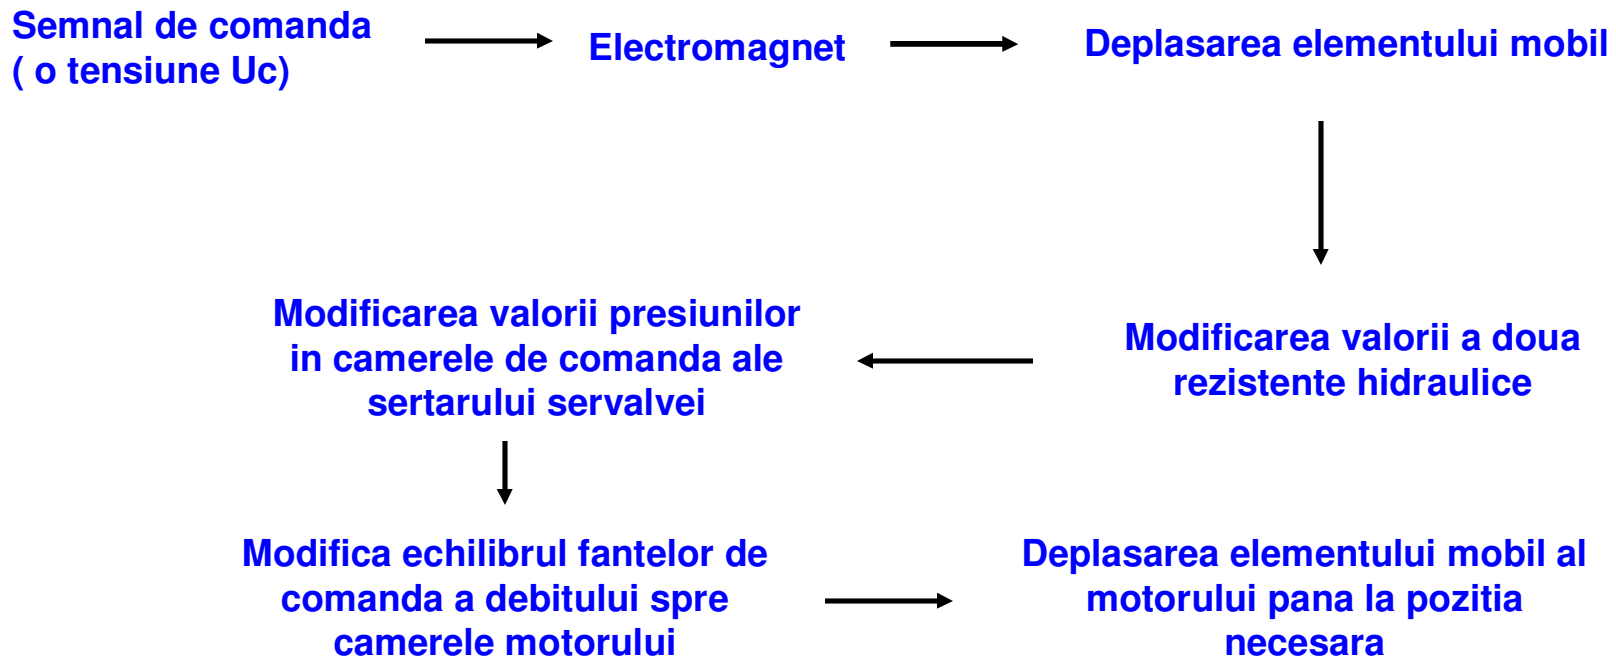 Semnal de comanda
( o tensiune Uc)
Electromagnet
Deplasarea elementului mobil
Modificarea valorii a doua
rezistente hidraulice
Modificarea valorii presiunilor
in camerele de comanda ale
sertarului servalvei
Modifica echilibrul fantelor de
comanda a debitului spre
camerele motorului
Deplasarea elementului mobil al
motorului pana la pozitia
necesara